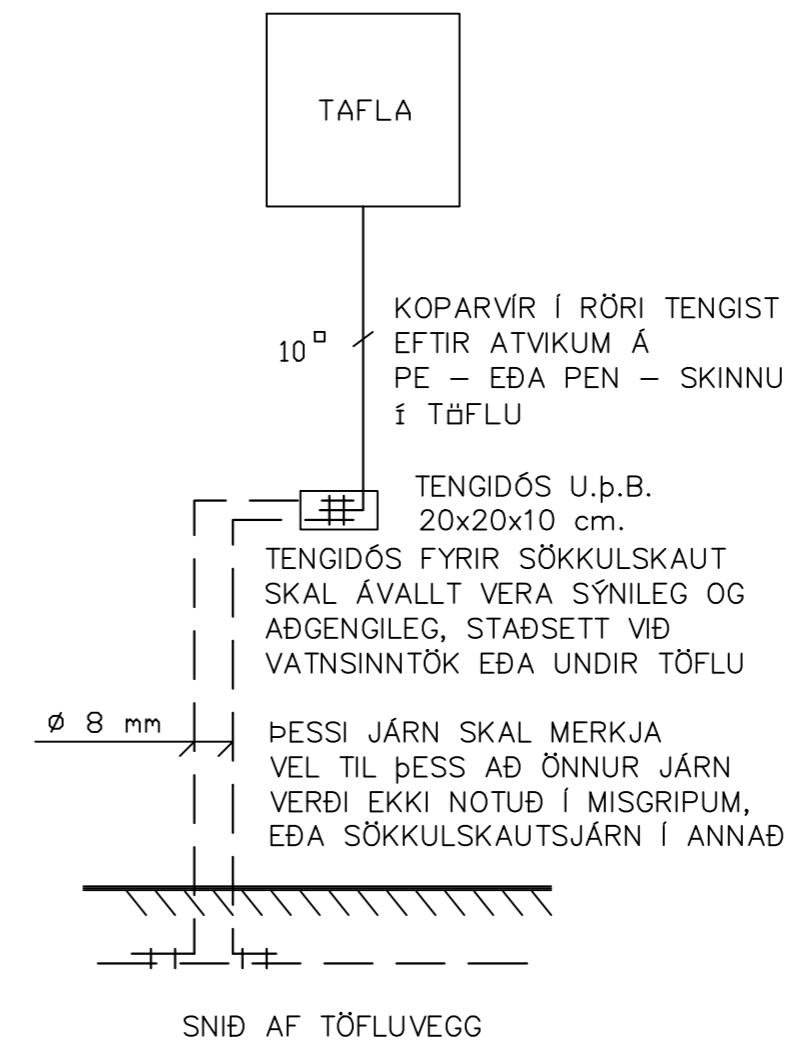 TAFLA
10□
KOPARVÍR Í RÖRI TENGIST
EFTIR ATVIKUM Á
PE – EÐA PEN – SKINNU
Í TÖFLU
TENGIDÓS U.þ.B.
20x20x10 cm.
TENGIDÓS FYRIR SÖKKULSKAUT
SKAL ÁVALLT VERA SÝNILEG OG
AÐGENGILEG, STAÐSETT VIÐ
VATNSINNTÖK EÐA UNDIR TÖFLU
Ø 8 mm
ÞESSI JÁRN SKAL MERKJA
VEL TIL þESS AÐ ÖNNUR JÁRN
VERÐI EKKI NOTUÐ Í MISGRIPUM,
EÐA SÖKKULSKAUTSJÁRN Í ANNAÐ
SNIÐ AF TÖFLUVEGG